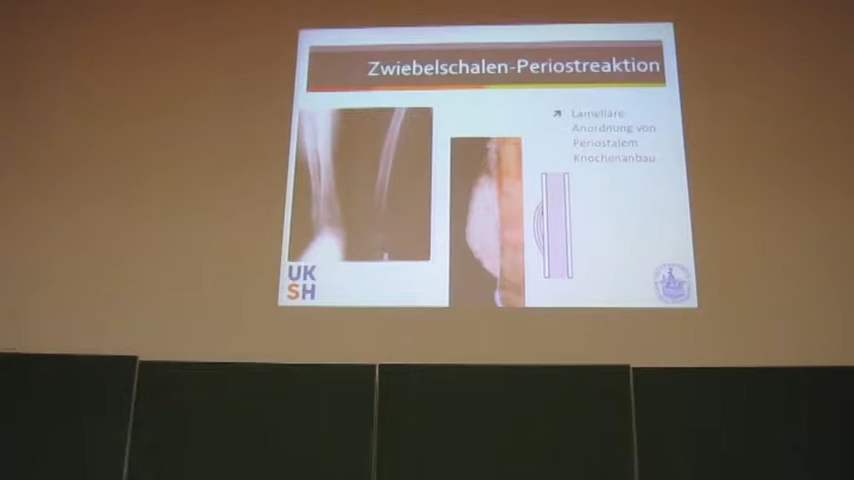 Zwiebelschalen-Periostreaktion
Lamelläre
Anordnung von
Periostalem
Knochenanbau
UK
SH